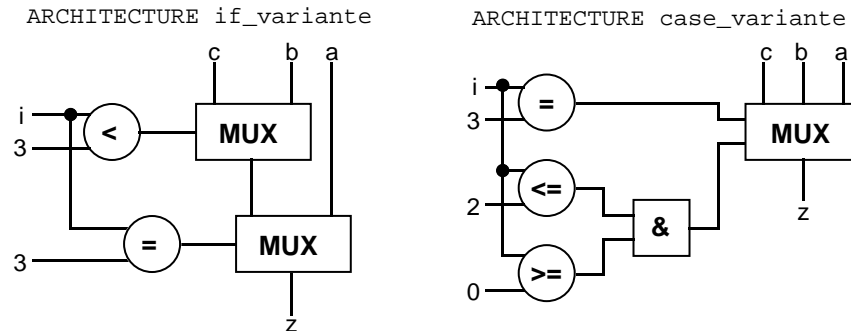 ARCHITECTURE if_variante
c b a
i
<
MUX
3
=
MUX
3
z
ARCHITECTURE case_variante
c b a
i
=
3
MUX
<=
2
&
z
>=
0